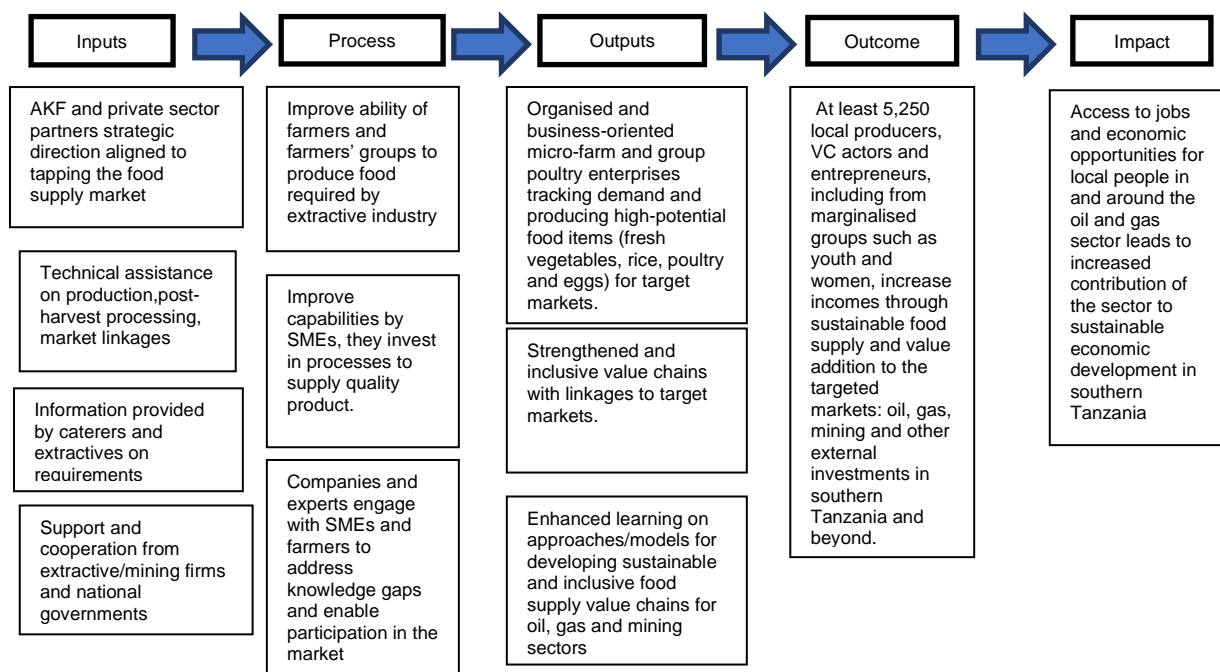 Inputs
Process
Outputs
Outcome
Impact
AKF and private sector
partners strategic
direction aligned to
tapping the food
supply market
Technical assistance
on production,post-
harvest processing,
market linkages
Information provided
by caterers and
extractives on
requirements
Support and
cooperation from
extractive/mining firms
and national
governments
Improve ability of
farmers and
farmers’ groups to
produce food
required by
extractive industry
Improve
capabilities by
SMEs, they invest
in processes to
supply quality
product.
Companies and
experts engage
with SMEs and
farmers to
address
knowledge gaps
and enable
participation in the
market
Organised and
business-oriented
micro-farm and group
poultry enterprises
tracking demand and
producing high-potential
food items (fresh
vegetables, rice, poultry
and eggs) for target
markets.
Strengthened and
inclusive value chains
with linkages to target
markets.
Enhanced learning on
approaches/models for
developing sustainable
and inclusive food
supply value chains for
oil, gas and mining
sectors
At least 5,250
local producers,
VC actors and
entrepreneurs,
including from
marginalised
groups such as
youth and
women, increase
incomes through
sustainable food
supply and value
addition to the
targeted
markets: oil, gas,
mining and other
external
investments in
southern
Tanzania and
beyond.
Access to jobs
and economic
opportunities for
local people in
and around the
oil and gas
sector leads to
increased
contribution of
the sector to
sustainable
economic
development in
southern
Tanzania